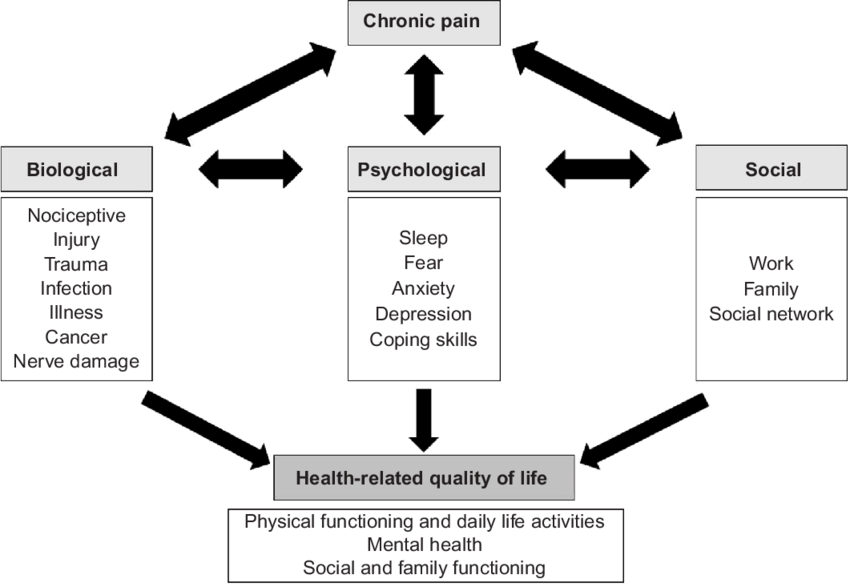 Chronic pain
Biological
Psychological
Social
Nociceptive
Injury
Trauma
Infection
Illness
Cancer
Nerve damage
Sleep
Fear
Anxiety
Depression
Coping skills
Work
Family
Social network
Health-related quality of life
Physical functioning and daily life activities
Mental health
Social and family functioning